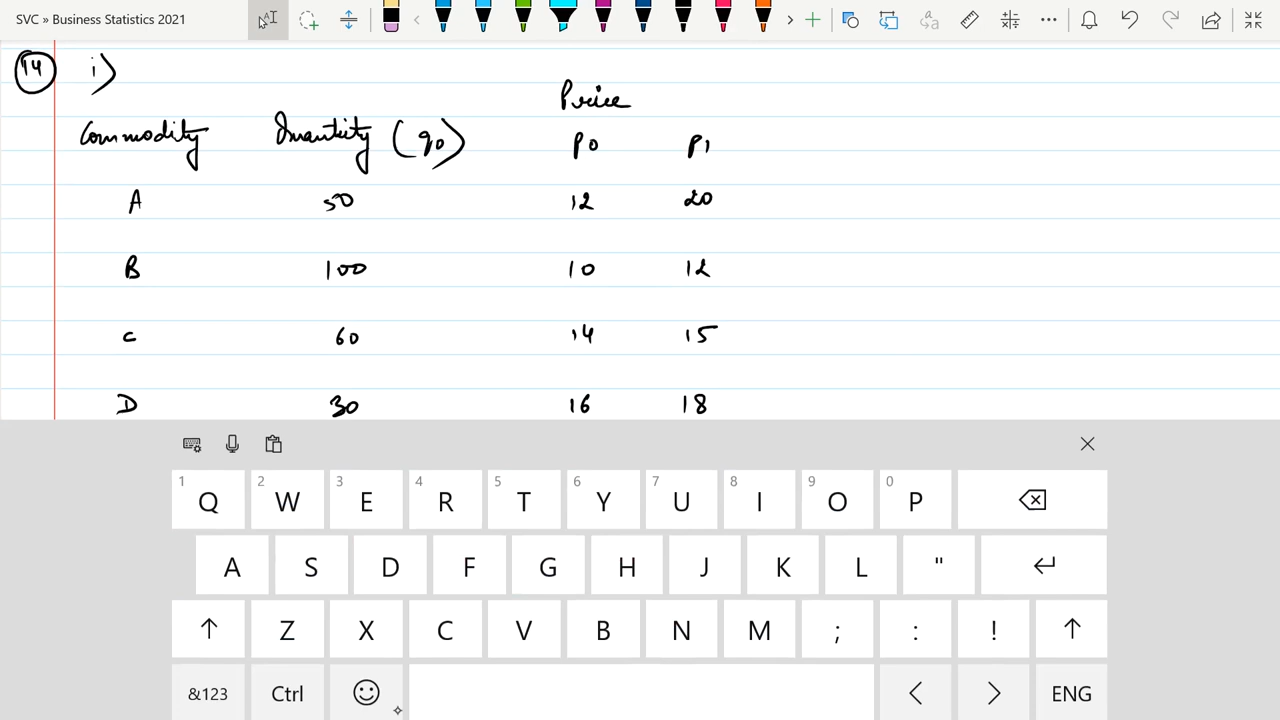 SVC » Business Statistics 2021
14 i)
Price
Commodity Quantity (q0) P0 P1
A 50 12 20
B 100 10 12
C 60 14 15
D 30 16 18
1 2 3 4 5 6 7 8 9 0
Q W E R T Y U I O P
A S D F G H J K L "
Z X C V B N M ; : !
&123 Ctrl ENG